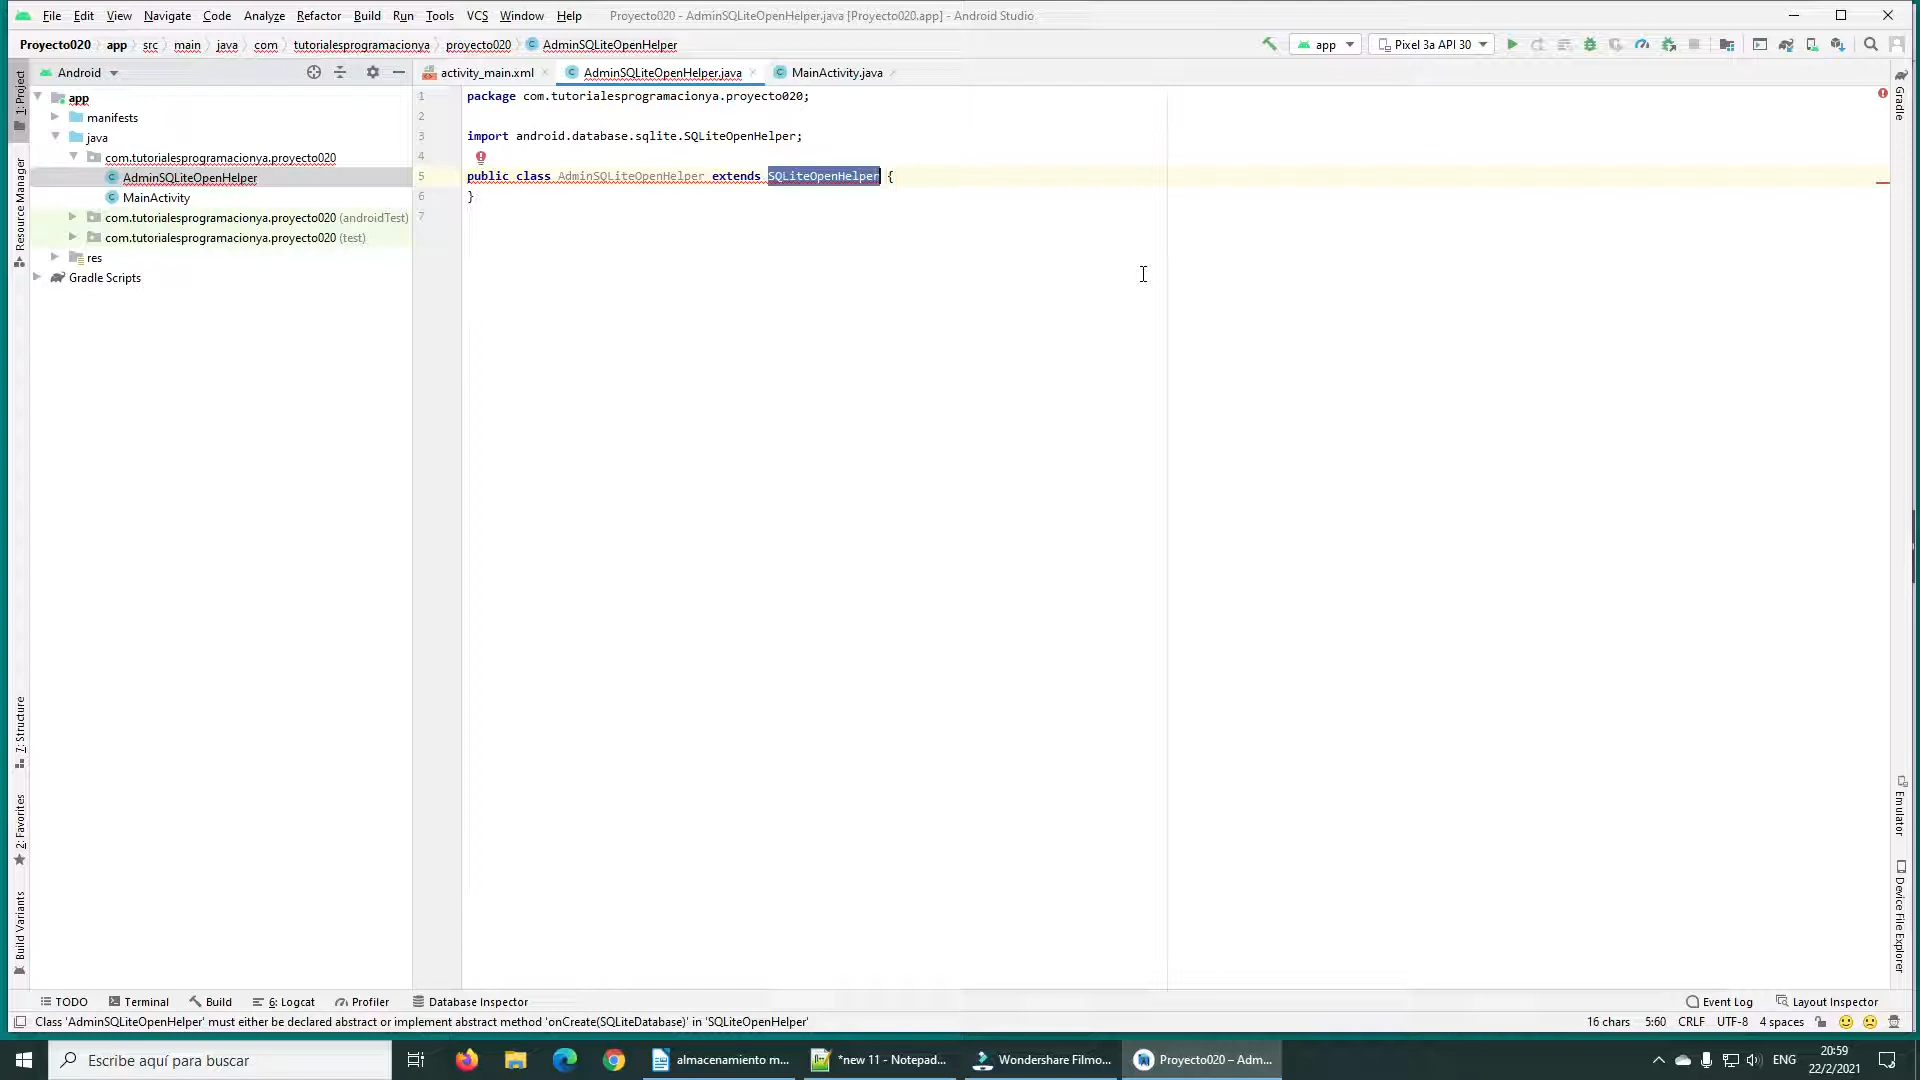 File Edit View Navigate Code Analyze Refactor Build Run Tools VCS Window Help Proyecto020 - AdminSQLiteOpenHelper.java [Proyecto020.app] - Android Studio
Proyecto020 app src main java com tutorialesprogramacionya proyecto020 AdminSQLiteOpenHelper app Pixel 3a API 30
Android activity_main.xml AdminSQLiteOpenHelper.java MainActivity.java
1: Project
Resource Manager
7: Structure
2: Favorites
Build Variants
app
manifests
java
com.tutorialesprogramacionya.proyecto020
AdminSQLiteOpenHelper
MainActivity
com.tutorialesprogramacionya.proyecto020 (androidTest)
com.tutorialesprogramacionya.proyecto020 (test)
res
Gradle Scripts
1 package com.tutorialesprogramacionya.proyecto020;
2
3 import android.database.sqlite.SQLiteOpenHelper;
4
5 public class AdminSQLiteOpenHelper extends SQLiteOpenHelper {
6 }
7
Gradle
Emulator
Device File Explorer
TODO Terminal Build 6: Logcat Profiler Database Inspector Event Log Layout Inspector
Class 'AdminSQLiteOpenHelper' must either be declared abstract or implement abstract method 'onCreate(SQLiteDatabase)' in 'SQLiteOpenHelper' 16 chars 5:60 CRLF UTF-8 4 spaces
Escribe aquí para buscar almacenamiento m... *new 11 - Notepad... Wondershare Filmo... Proyecto020 – Adm... ENG 20:59
22/2/2021